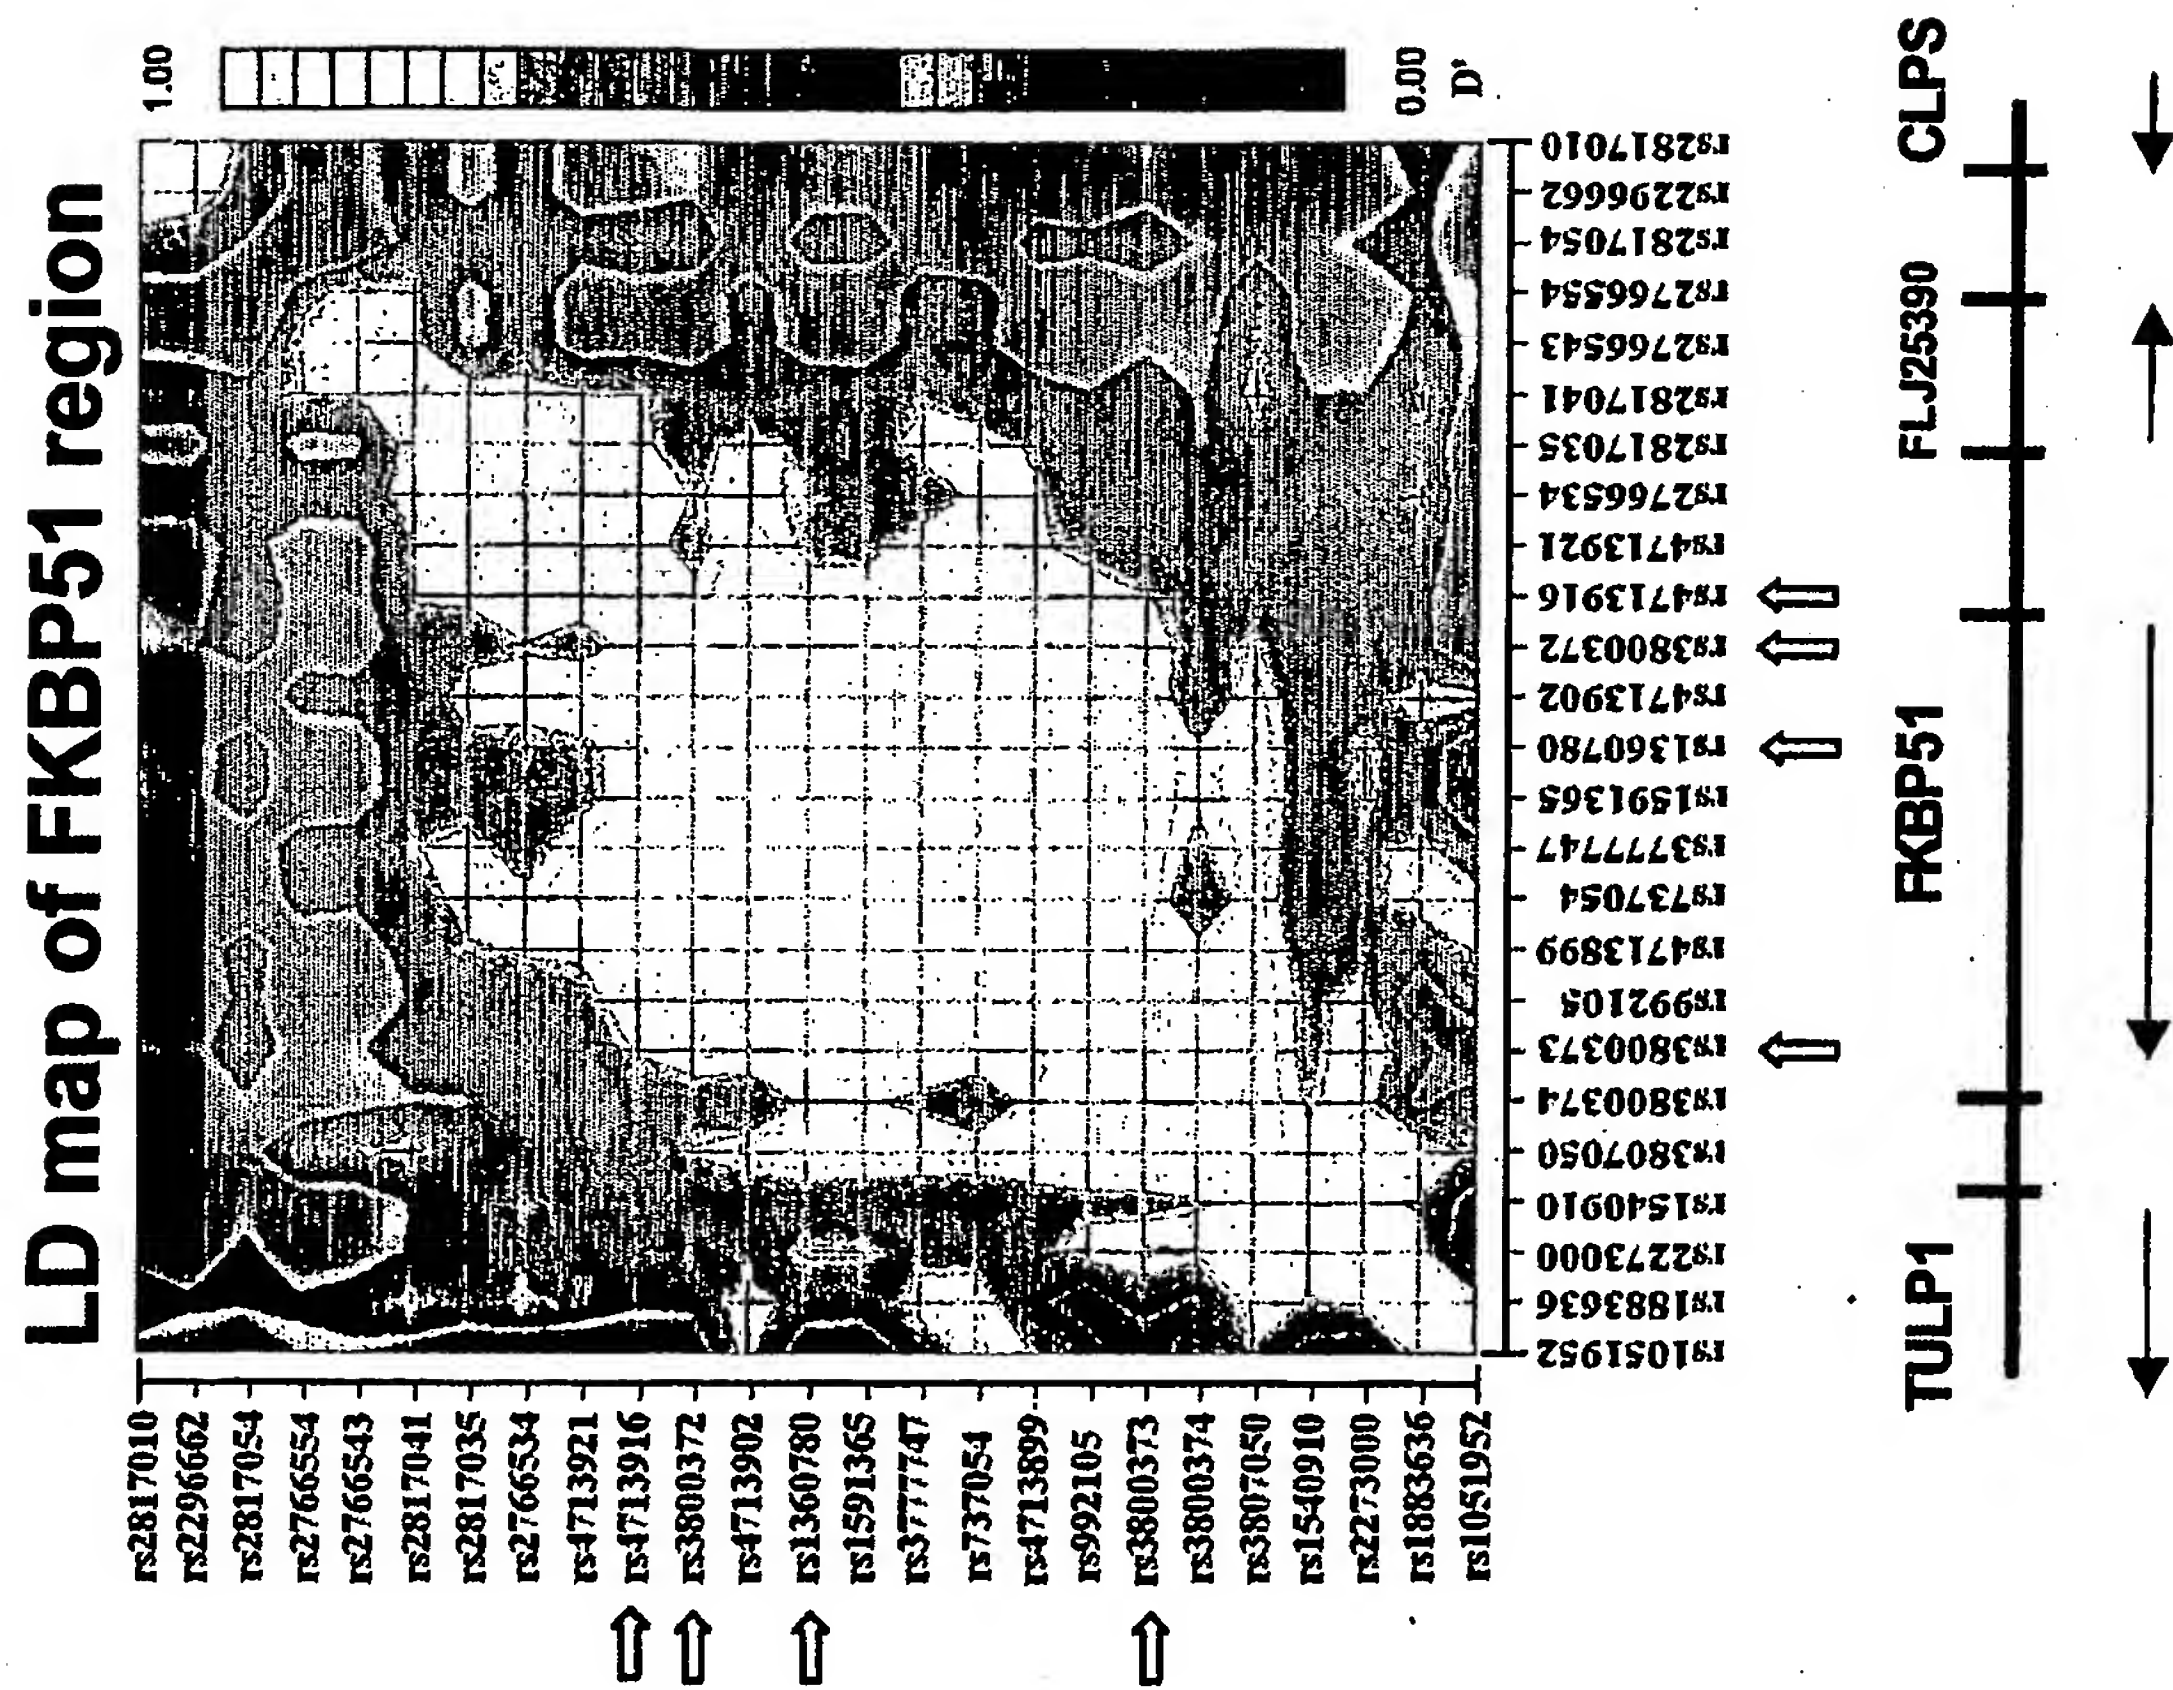 LD map of FKBP51 region
1.00
0.00
D'
rs2817010
rs2296662
rs2817054
rs2766554
rs2766543
rs2817041
rs2817035
rs2766534
rs4713921
rs4713916
rs3800372
rs4713902
rs1360780
rs1591365
rs3777747
rs737054
rs4713899
rs992105
rs3800373
rs3800374
rs3807050
rs1540910
rs2273000
rs1883636
rs1051952
rs2817010
rs2296662
rs2817054
rs2766554
rs2766543
rs2817041
rs2817035
rs2766534
rs4713921
rs4713916
rs3800372
rs4713902
rs1360780
rs1591365
rs3777747
rs737054
rs4713899
rs992105
rs3800373
rs3800374
rs3807050
rs1540910
rs2273000
rs1883636
rs1051952
TULP1
FKBP51
FLJ25390
CLPS